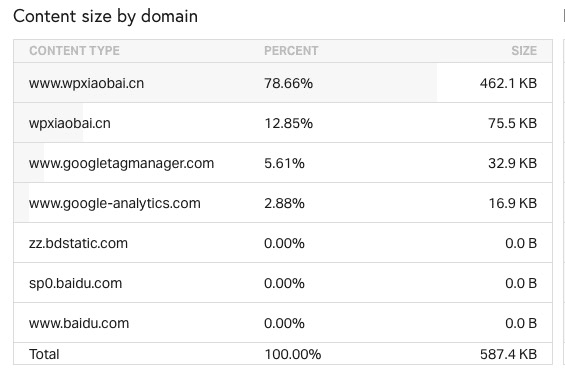 Content size by domain
CONTENT TYPE PERCENT SIZE
www.wpxiaobai.cn 78.66% 462.1 KB
wpxiaobai.cn 12.85% 75.5 KB
www.googletagmanager.com 5.61% 32.9 KB
www.google-analytics.com 2.88% 16.9 KB
zz.bdstatic.com 0.00% 0.0 B
sp0.baidu.com 0.00% 0.0 B
www.baidu.com 0.00% 0.0 B
Total 100.00% 587.4 KB